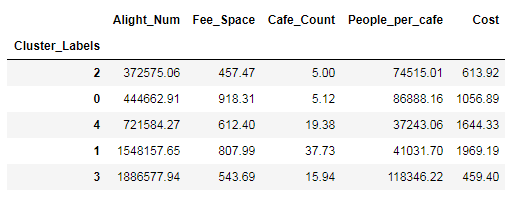 Alight_Num Fee_Space Cafe_Count People_per_cafe Cost
Cluster_Labels
2 372575.06 457.47 5.00 74515.01 613.92
0 444662.91 918.31 5.12 86888.16 1056.89
4 721584.27 612.40 19.38 37243.06 1644.33
1 1548157.65 807.99 37.73 41031.70 1969.19
3 1886577.94 543.69 15.94 118346.22 459.40